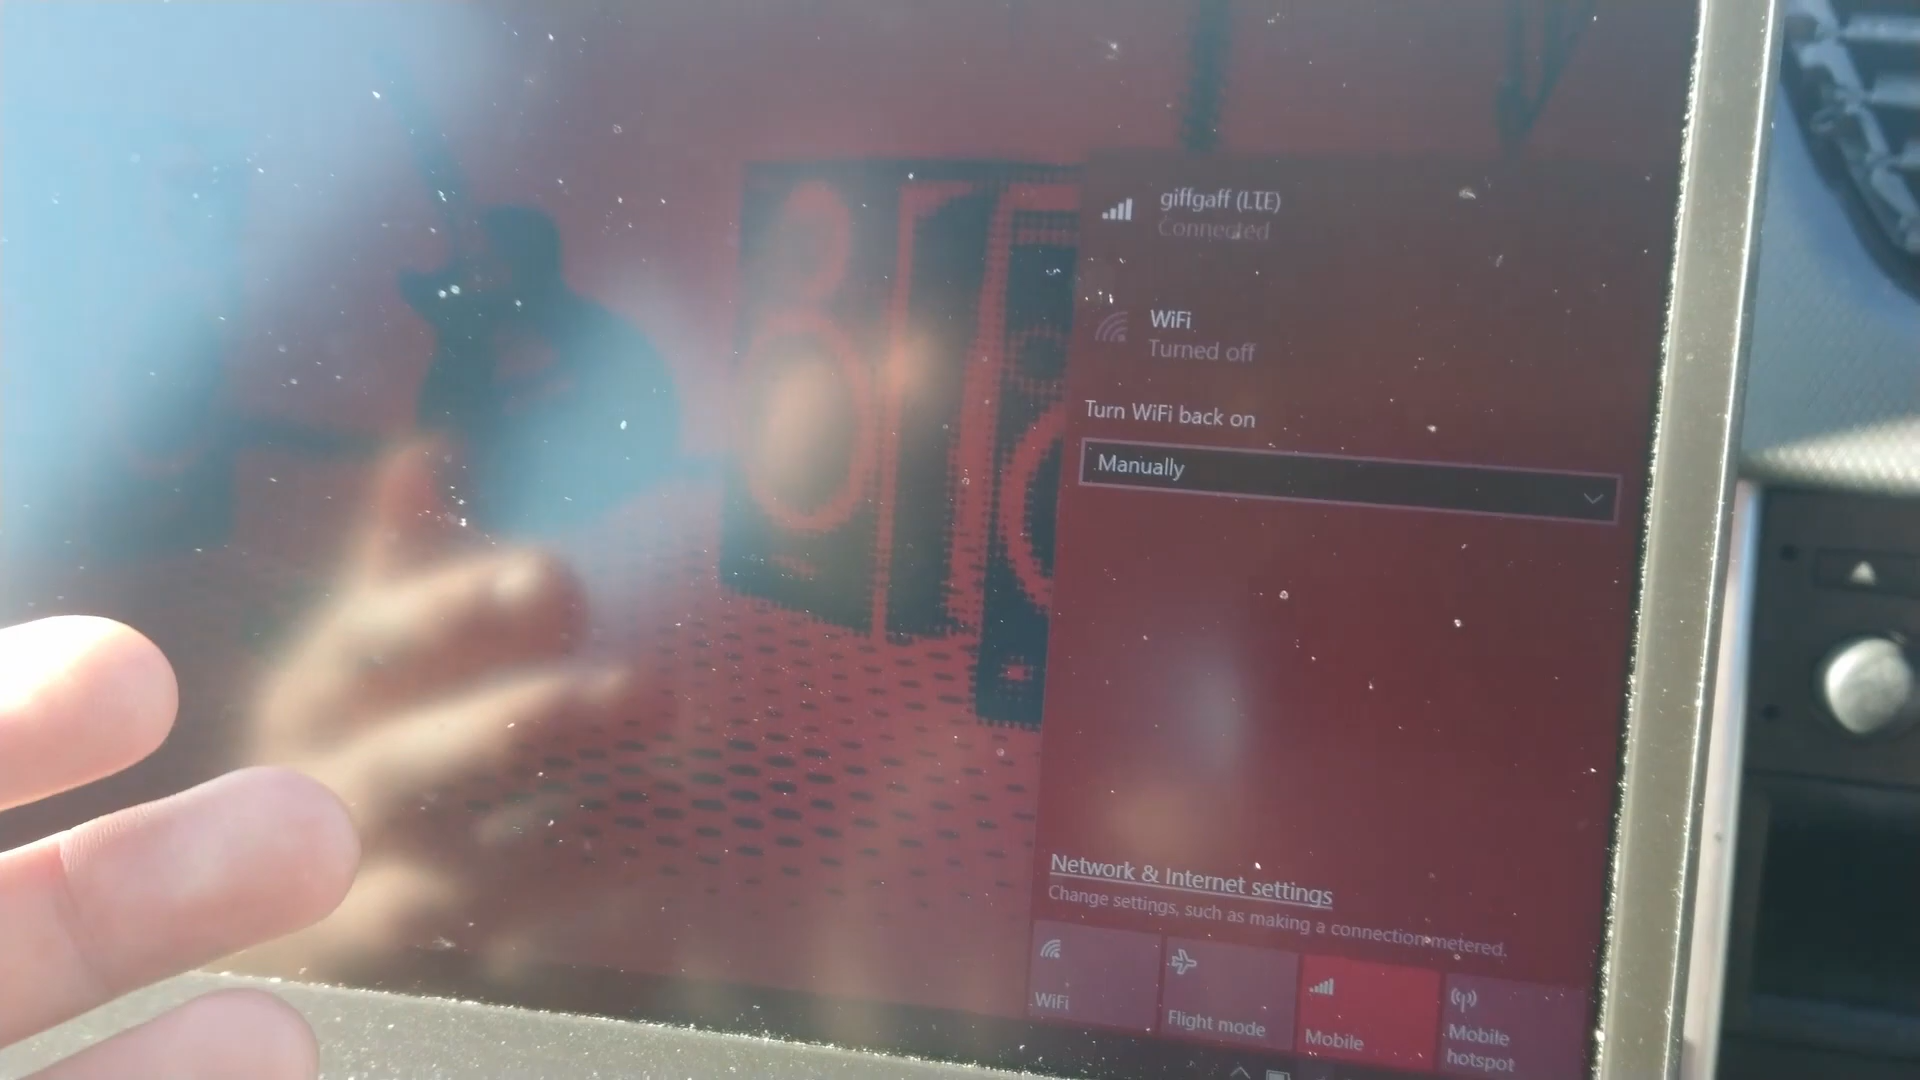 giffgaff (LTE)
Connected
WiFi
Turned off
Turn WiFi back on
Manually
Network & Internet settings
Change settings, such as making a connection metered.
WiFi
Flight mode
Mobile
Mobile
hotspot